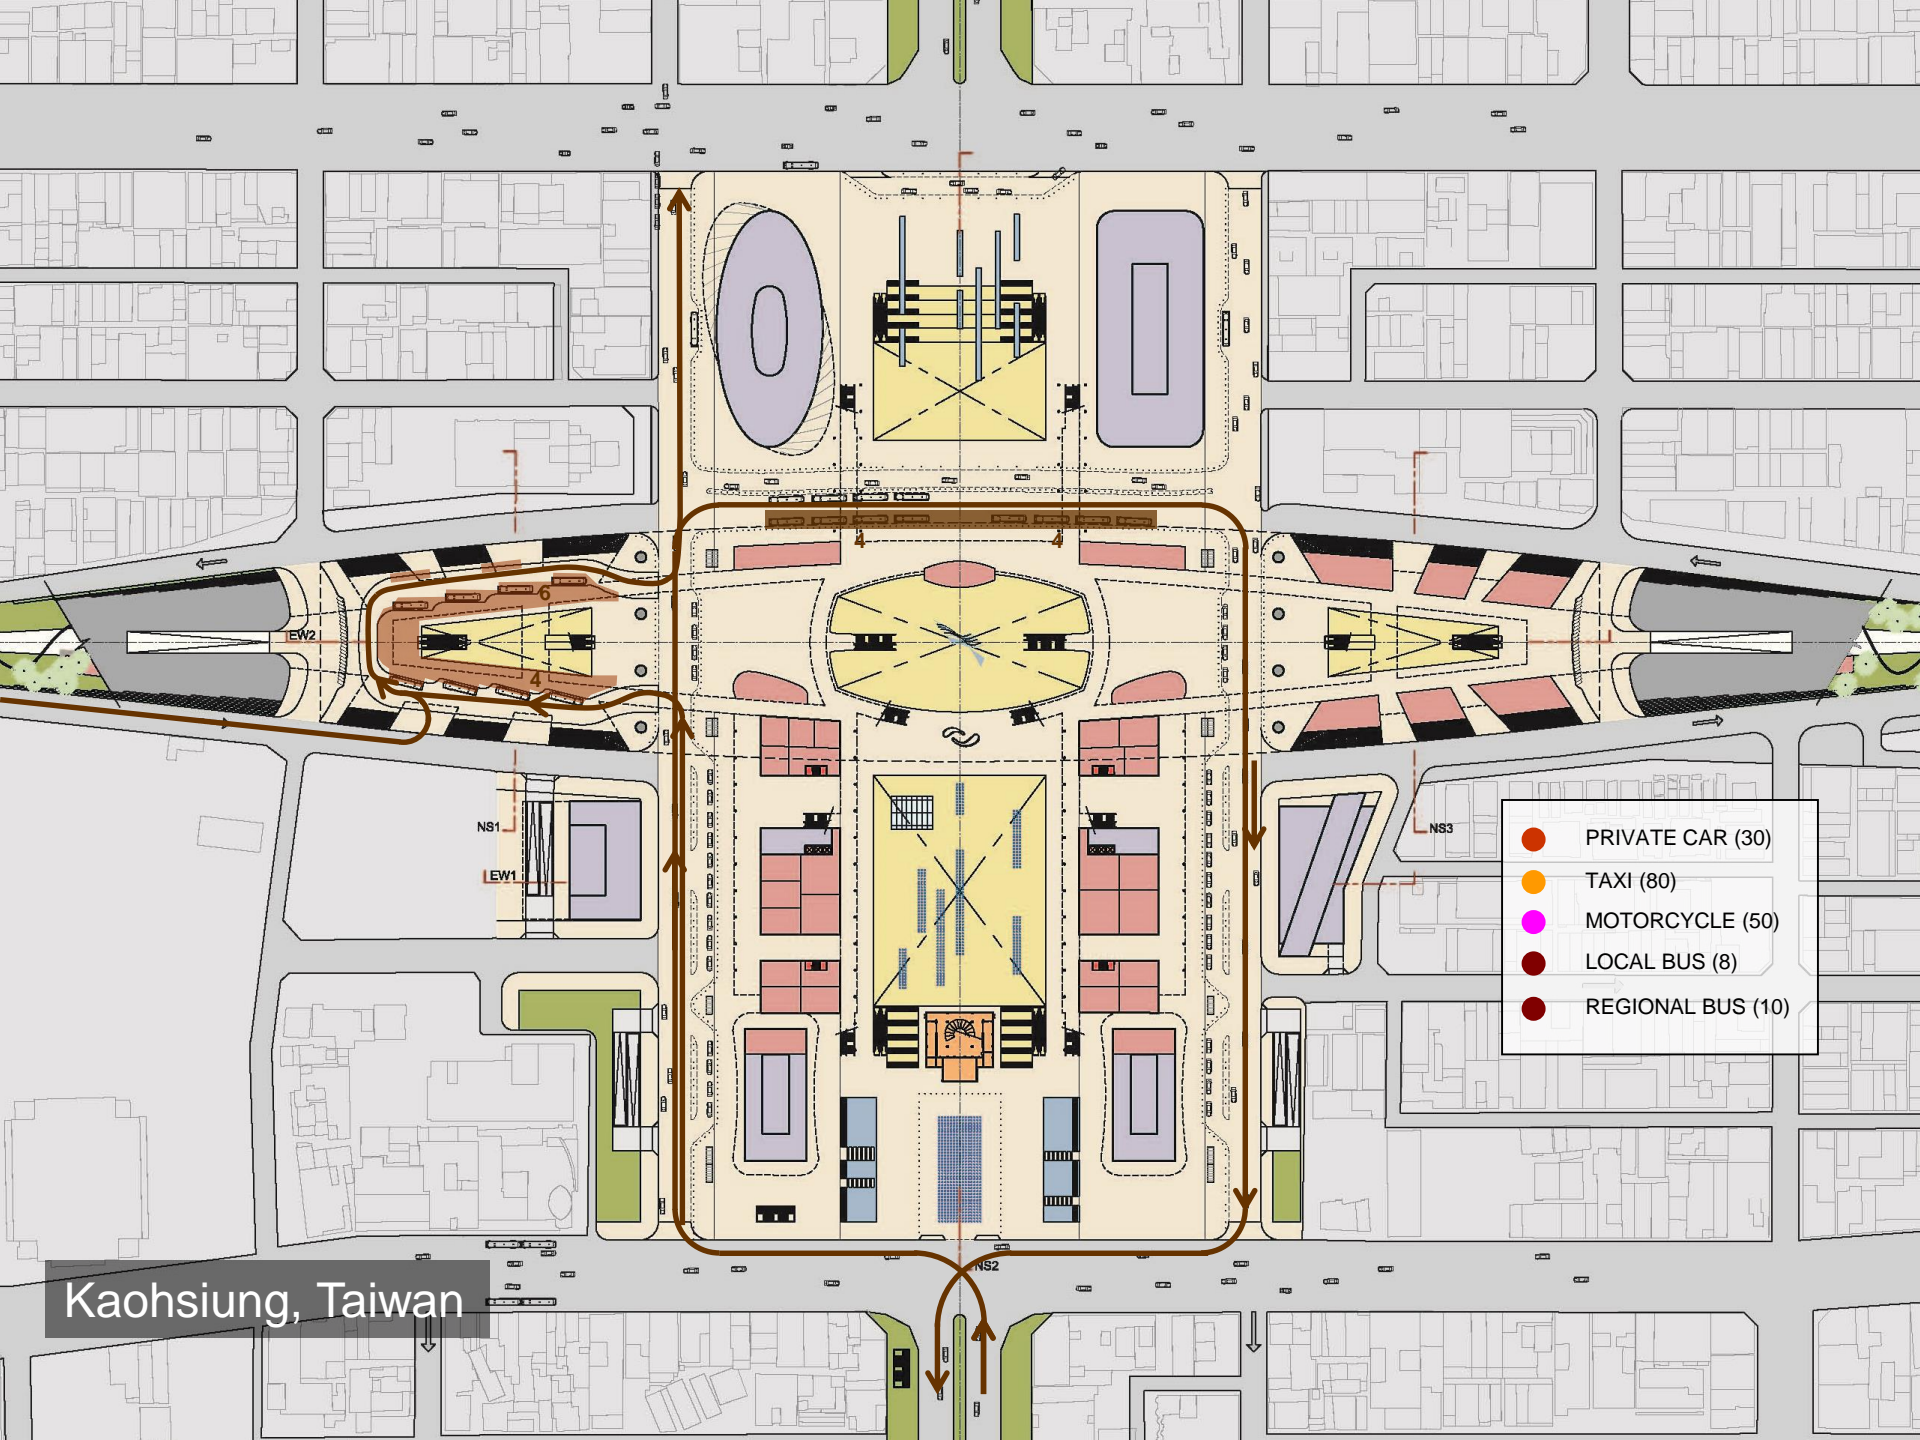 4
4
6
EW2
4
NS1
EW1
NS3
PRIVATE CAR (30)
TAXI (80)
MOTORCYCLE (50)
LOCAL BUS (8)
REGIONAL BUS (10)
NS2
Kaohsiung, Taiwan